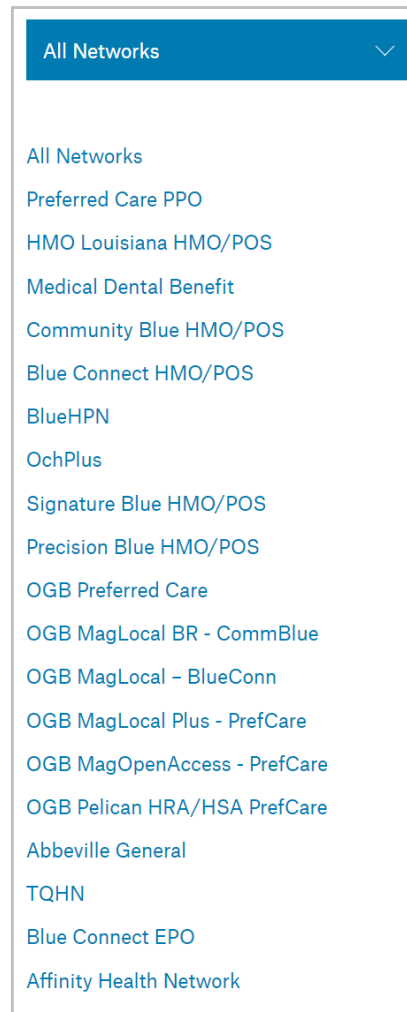 All Networks
All Networks
Preferred Care PPO
HMO Louisiana HMO/POS
Medical Dental Benefit
Community Blue HMO/POS
Blue Connect HMO/POS
BlueHPN
OchPlus
Signature Blue HMO/POS
Precision Blue HMO/POS
OGB Preferred Care
OGB MagLocal BR - CommBlue
OGB MagLocal – BlueConn
OGB MagLocal Plus - PrefCare
OGB MagOpenAccess - PrefCare
OGB Pelican HRA/HSA PrefCare
Abbeville General
TQHN
Blue Connect EPO
Affinity Health Network